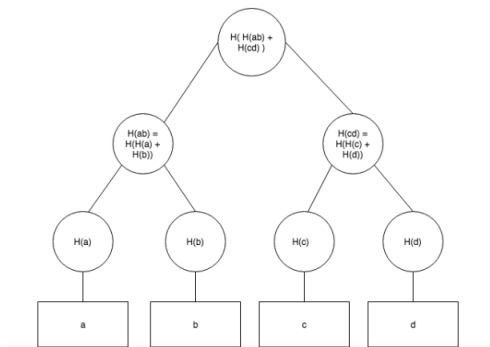 H( H(ab) +
H(cd) )
H(ab) =
H(H(a) +
H(b))
H(cd) =
H(H(c) +
H(d))
H(a)
H(b)
H(c)
H(d)
a
b
c
d